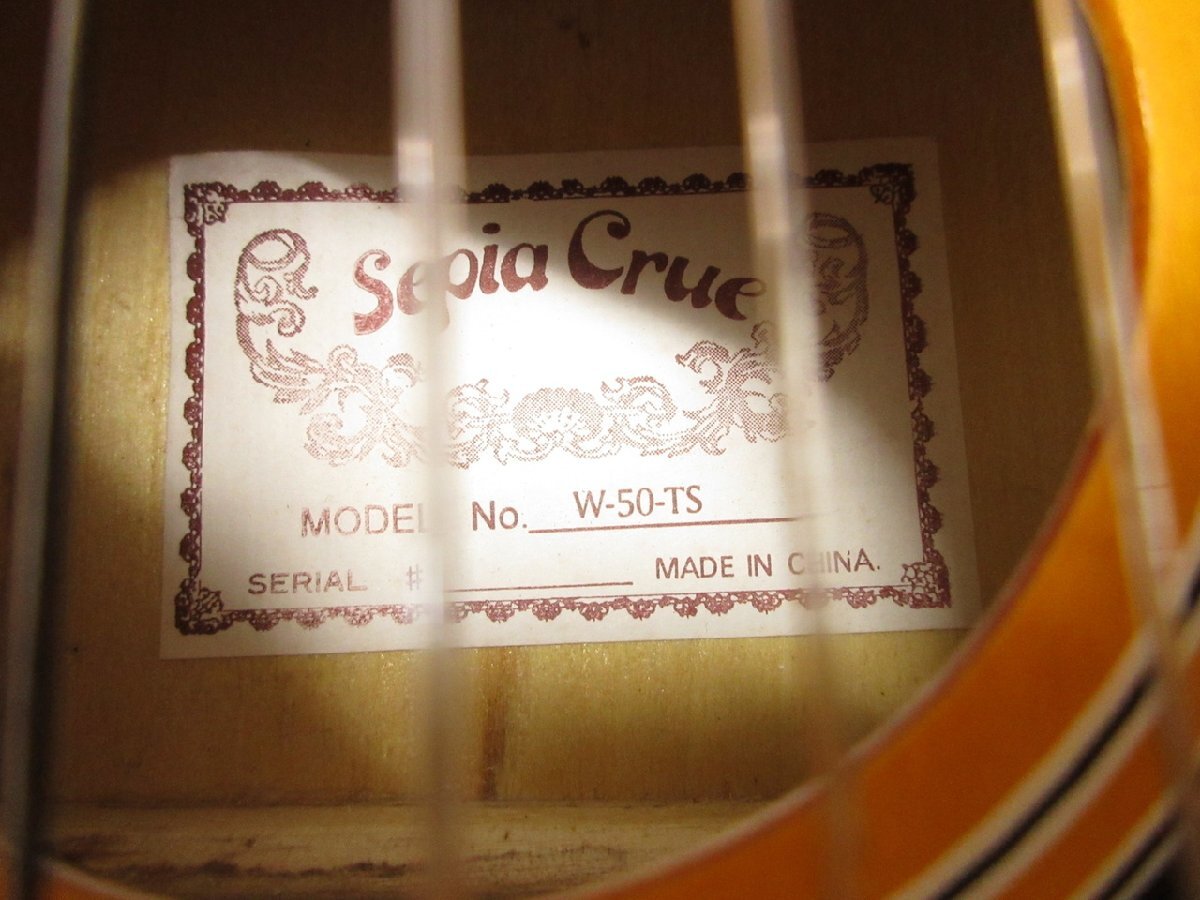 Sepia Crue
MODEL No. W-50-TS
SERIAL # MADE IN CHINA.